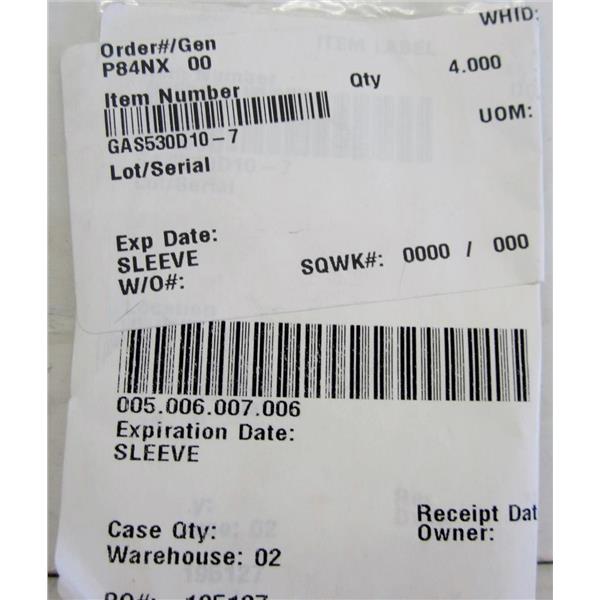 WHID:
Order#/Gen
P84NX 00
Qty 4.000
Item Number
UOM:
GAS530D10-7
Lot/Serial
Exp Date:
SLEEVE
SQWK#: 0000 / 000
W/O#:
005.006.007.006
Expiration Date:
SLEEVE
Case Qty:
Receipt Dat
Owner:
Warehouse: 02